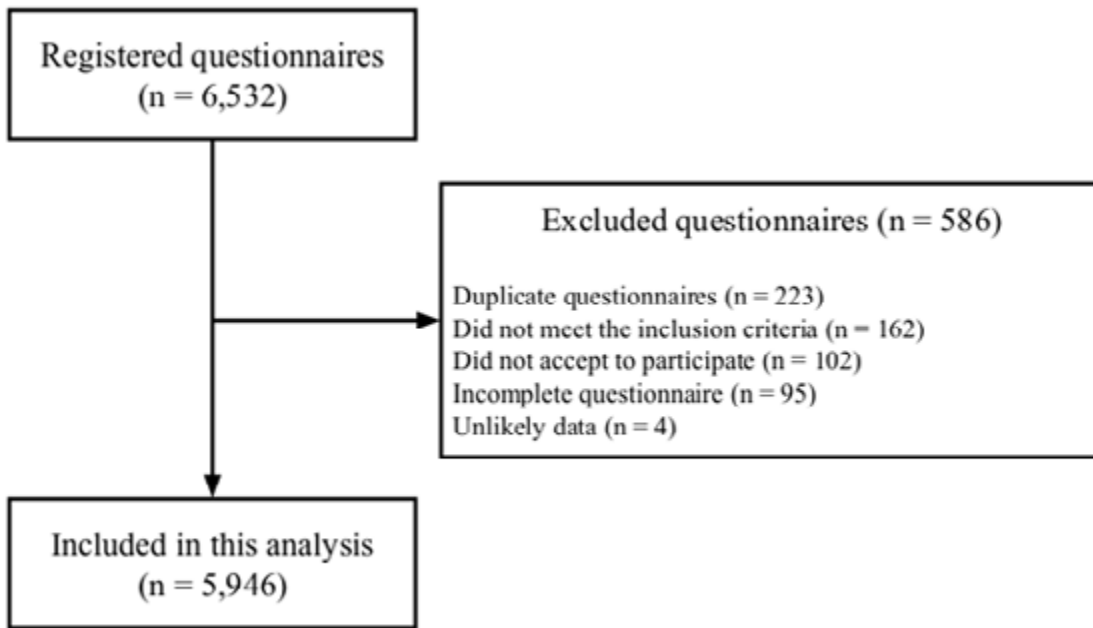 Registered questionnaires
(n = 6,532)
Excluded questionnaires (n = 586)
Duplicate questionnaires (n = 223)
Did not meet the inclusion criteria (n = 162)
Did not accept to participate (n = 102)
Incomplete questionnaire (n = 95)
Unlikely data (n = 4)
Included in this analysis
(n = 5,946)